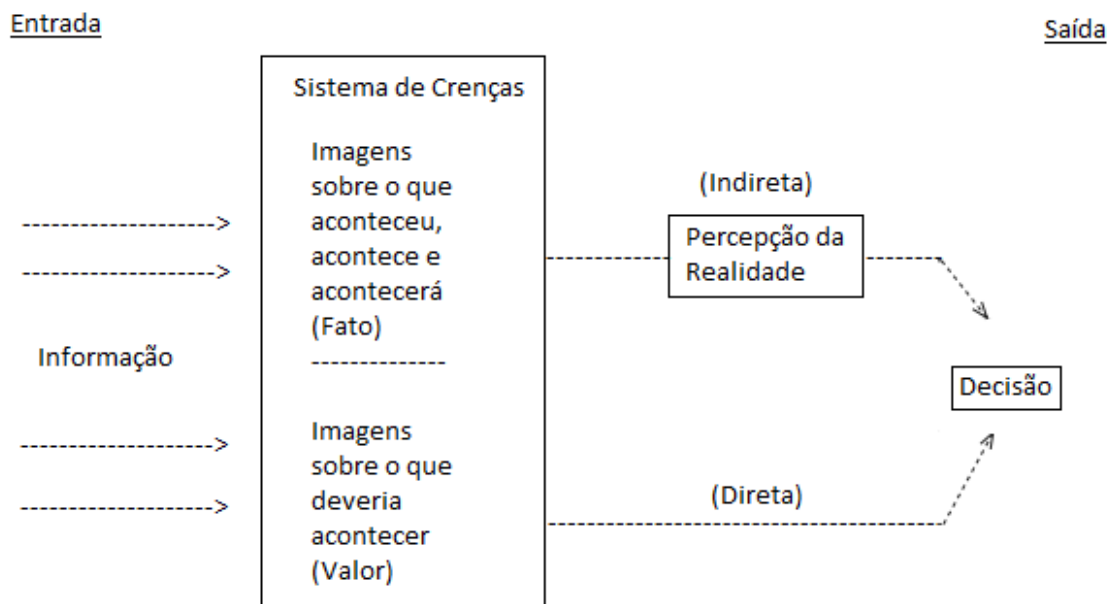 Entrada
Saída
Sistema de Crenças
Imagens
sobre o que
aconteceu,
acontece e
acontecerá
(Fato)
Informação
Imagens
sobre o que
deveria
acontecer
(Valor)
(Indireta)
Percepção da
Realidade
(Direta)
Decisão